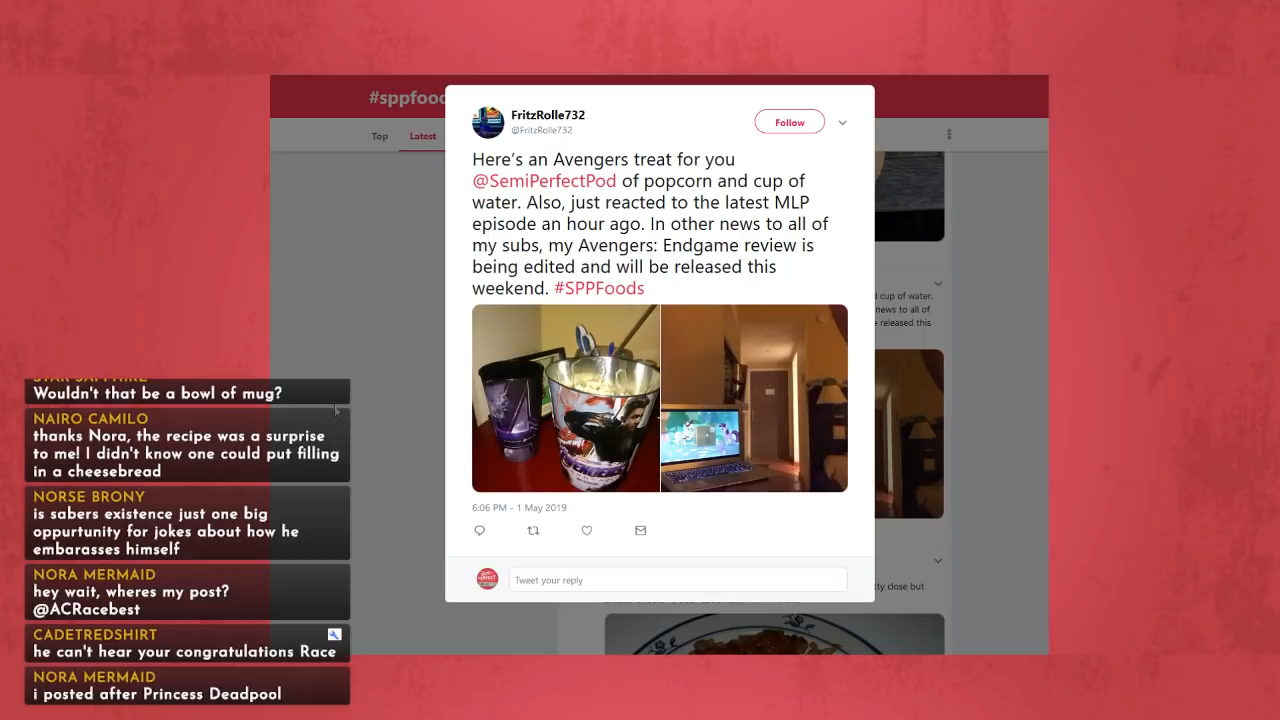 #sppfoo
Top
Latest
FritzRolle732
@FritzRolle732
Follow
Here's an Avengers treat for you
@SemiPerfectPod of popcorn and cup of
water. Also, just reacted to the latest MLP
episode an hour ago. In other news to all of
my subs, my Avengers: Endgame review is
being edited and will be released this
weekend. #SPPFoods
6:06 PM - 1 May 2019
Tweet your reply
cup of water.
news to all of
e released this
tty close but
STAR SAPPHIRE
Wouldn't that be a bowl of mug?
NAIRO CAMILO
thanks Nora, the recipe was a surprise
to me! I didn't know one could put filling
in a cheesebread
NORSE BRONY
is sabers existence just one big
oppurtunity for jokes about how he
embarasses himself
NORA MERMAID
hey wait, wheres my post?
@ACRacebest
CADETREDSHIRT
he can't hear your congratulations Race
NORA MERMAID
i posted after Princess Deadpool